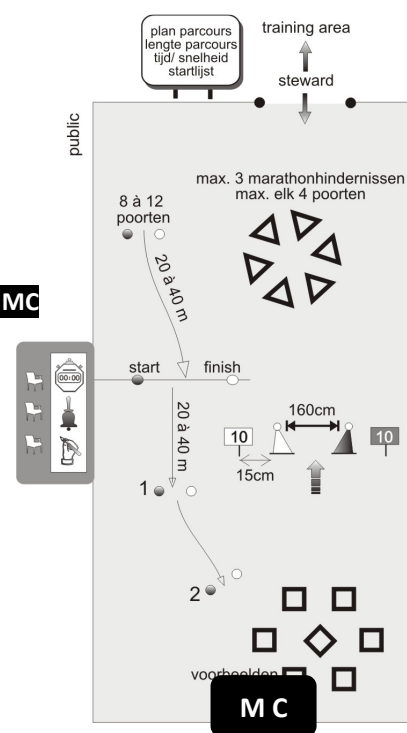 plan parcours
lengte parcours
tijd/ snelheid
startlijst
training area
steward
public
max. 3 marathonhindernissen
max. elk 4 poorten
8 à 12
poorten
20 à 40 m
MC
00:00
start
finish
20 à 40 m
160cm
10
10
15cm
1
2
voorbeelden
M C